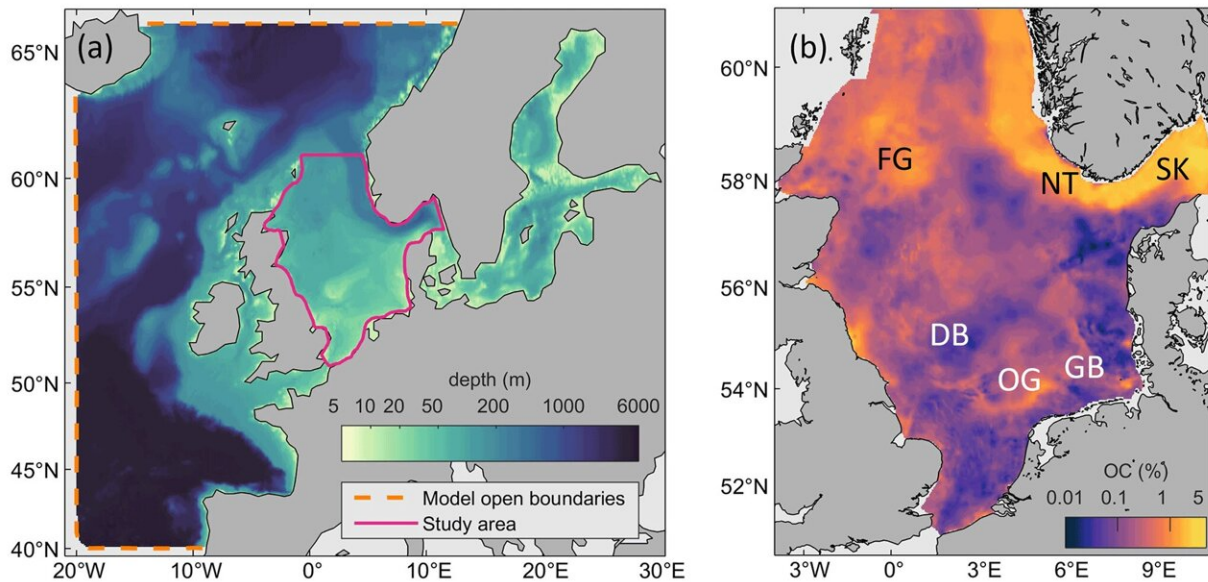 (a)
65°N
60°N
55°N
50°N
45°N
40°N
20°W
10°W
0°
10°E
20°E
30°E
depth (m)
5 10 20 50 200 1000 6000
Model open boundaries
Study area
(b)
60°N
58°N
56°N
54°N
52°N
3°W
0°
3°E
6°E
9°E
FG
NT
SK
DB
OG
GB
OC (%)
0.01 0.1 1 5